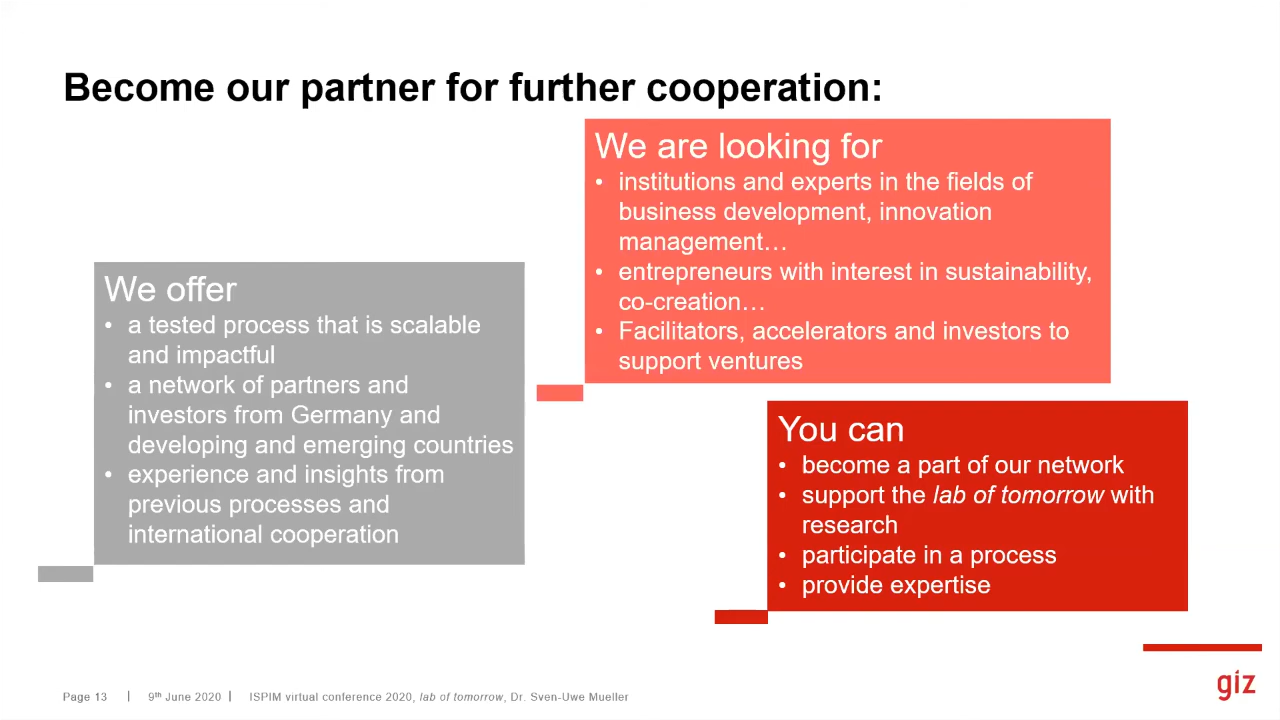 Become our partner for further cooperation:
We are looking for
• institutions and experts in the fields of
business development, innovation
management…
• entrepreneurs with interest in sustainability,
co-creation…
• Facilitators, accelerators and investors to
support ventures
We offer
• a tested process that is scalable
and impactful
• a network of partners and
investors from Germany and
developing and emerging countries
• experience and insights from
previous processes and
international cooperation
You can
• become a part of our network
• support the lab of tomorrow with
research
• participate in a process
• provide expertise
Page 13 | 9th June 2020 | ISPIM virtual conference 2020, lab of tomorrow, Dr. Sven-Uwe Mueller
giz